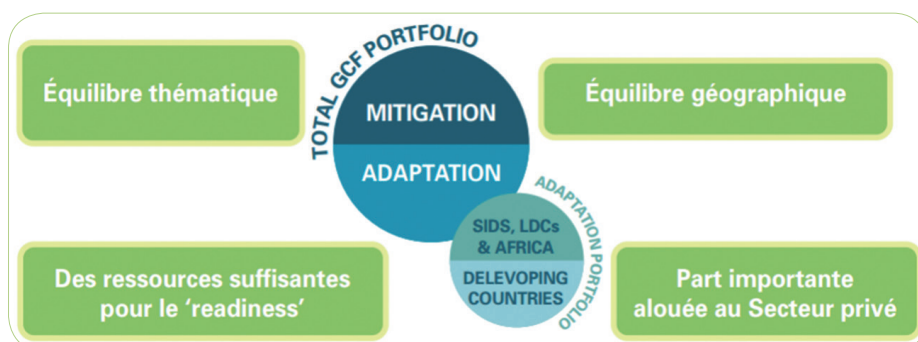 Équilibre thématique
TOTAL GCF PORTFOLIO
MITIGATION
ADAPTATION
Équilibre géographique
ADAPTATION PORTFOLIO
SIDS, LDCs
& AFRICA
DELEVOPING
COUNTRIES
Des ressources suffisantes
pour le ‘readiness’
Part importante
alouée au Secteur privé